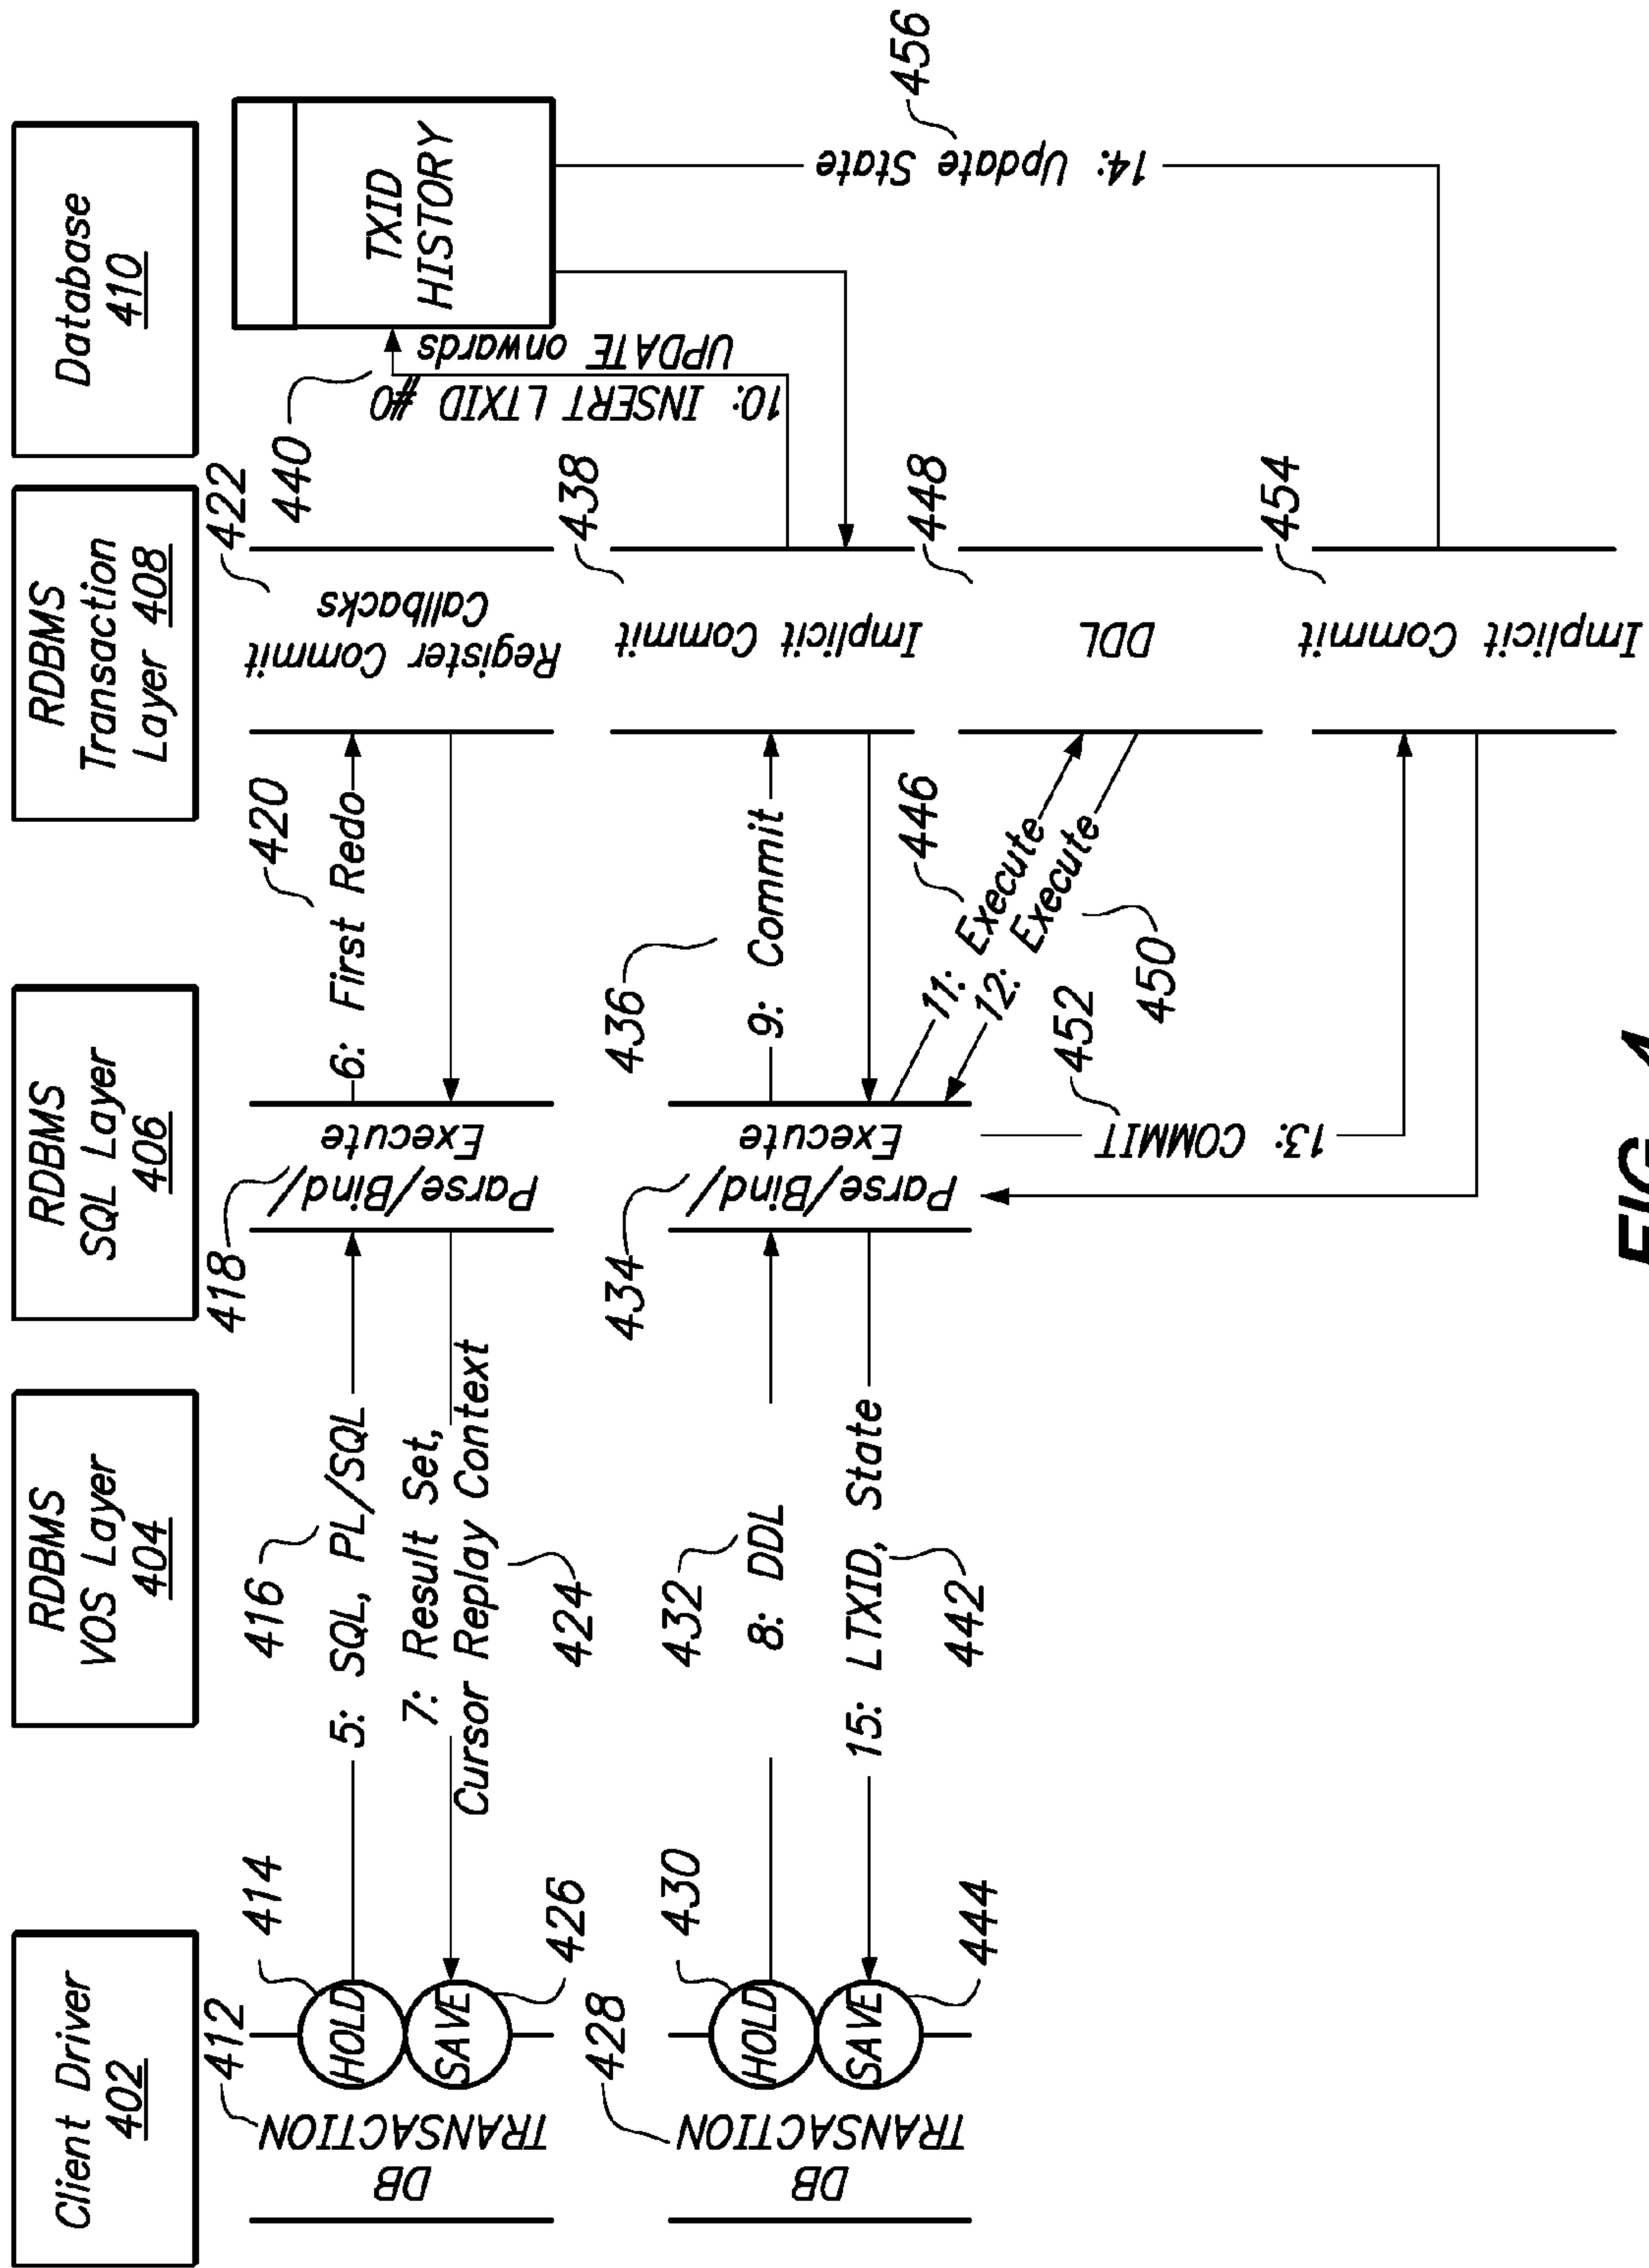 Client Driver
402
RDBMS
VOS Layer
404
RDBMS
SQL Layer
406
RDBMS
Transaction
Layer 408
Database
410
412
414
416
418
420
422
DB
TRANSACTION
HOLD
5: SQL, PL/SQL
Parse/Bind/
Execute
6: First Redo
Register Commit
Callbacks
440
10: INSERT LTXID #0
UPDATE onwards
TXID
HISTORY
SAVE
7: Result Set,
Cursor Replay Context
426
424
428
430
432
434
436
438
DB
TRANSACTION
HOLD
8: DDL
Parse/Bind/
Execute
9: Commit
Implicit Commit
SAVE
15: LTXID, State
444
442
446
448
11: Execute
12: Execute
DDL
450
452
13: COMMIT
454
Implicit Commit
14: Update State
456